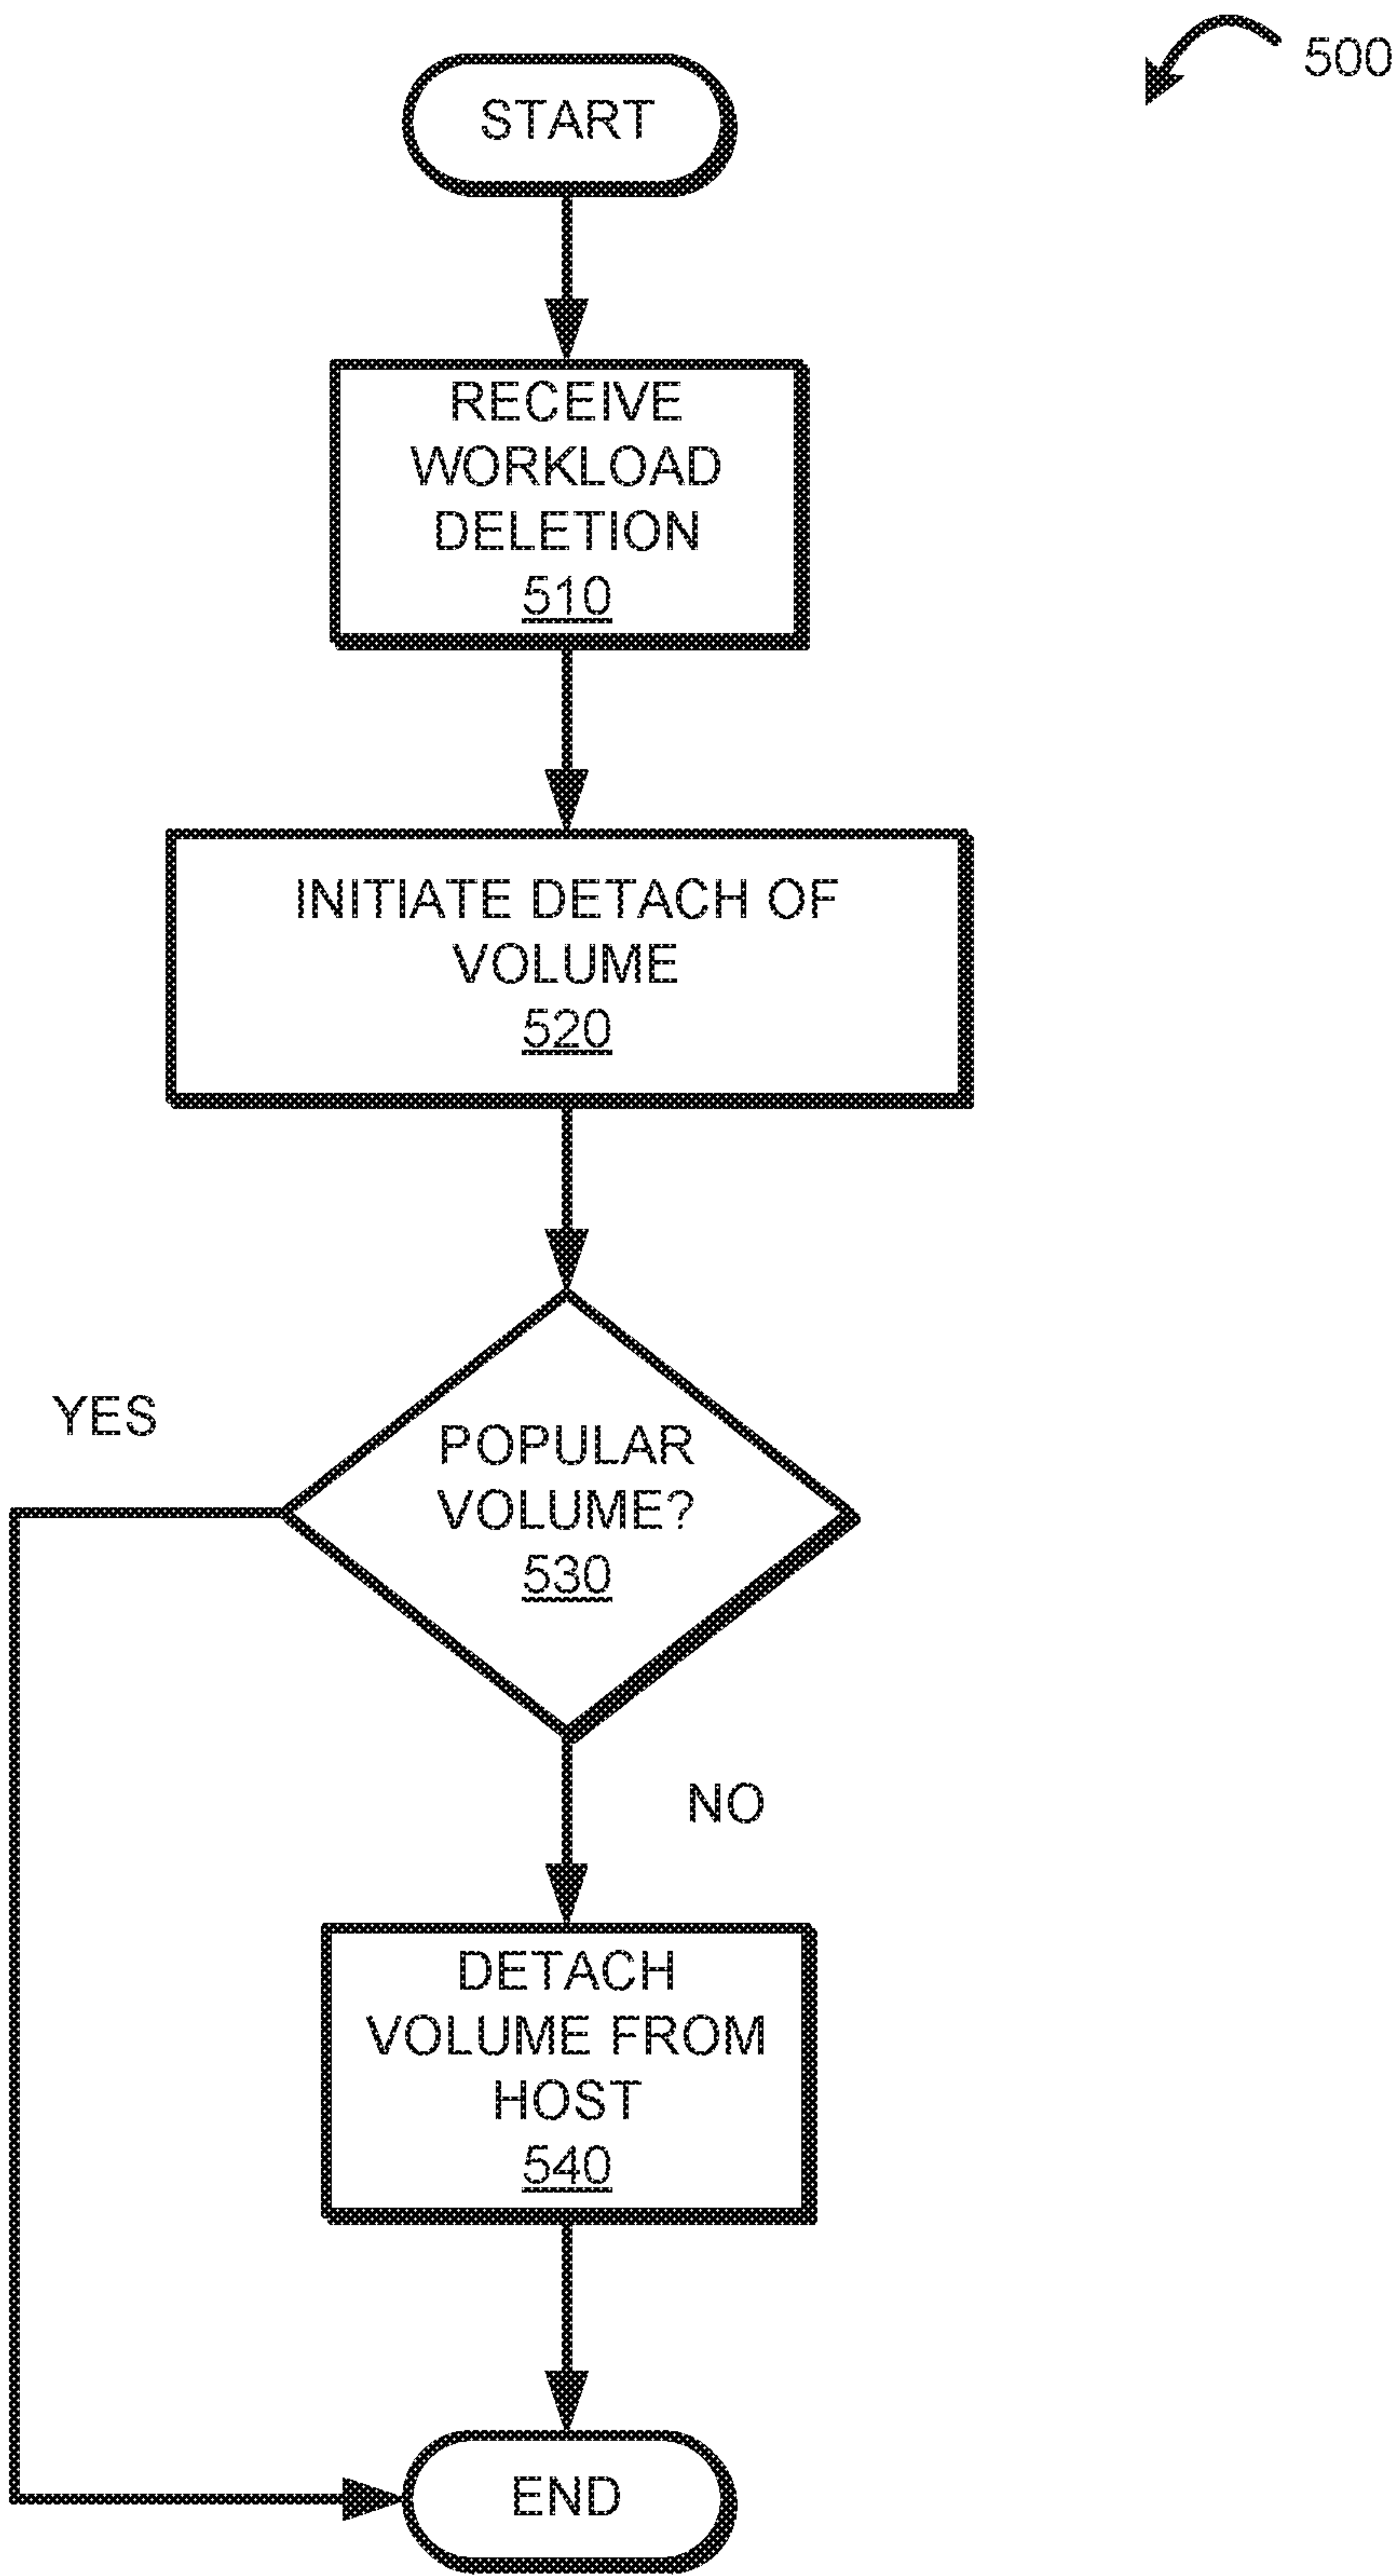 500
START
RECEIVE
WORKLOAD
DELETION
510
INITIATE DETACH OF
VOLUME
520
YES
POPULAR
VOLUME?
530
NO
DETACH
VOLUME FROM
HOST
540
END